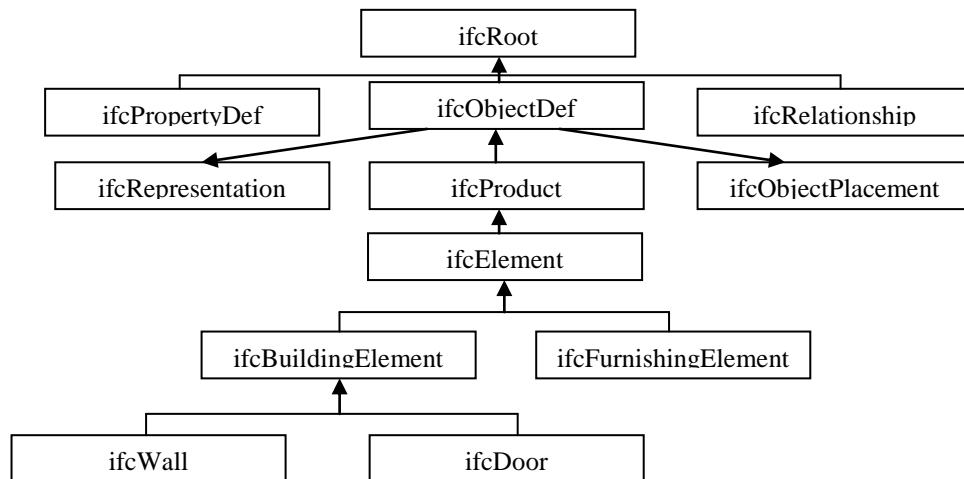 ifcRoot
ifcPropertyDef
ifcObjectDef
ifcRelationship
ifcRepresentation
ifcProduct
ifcObjectPlacement
ifcElement
ifcBuildingElement
ifcFurnishingElement
ifcWall
ifcDoor